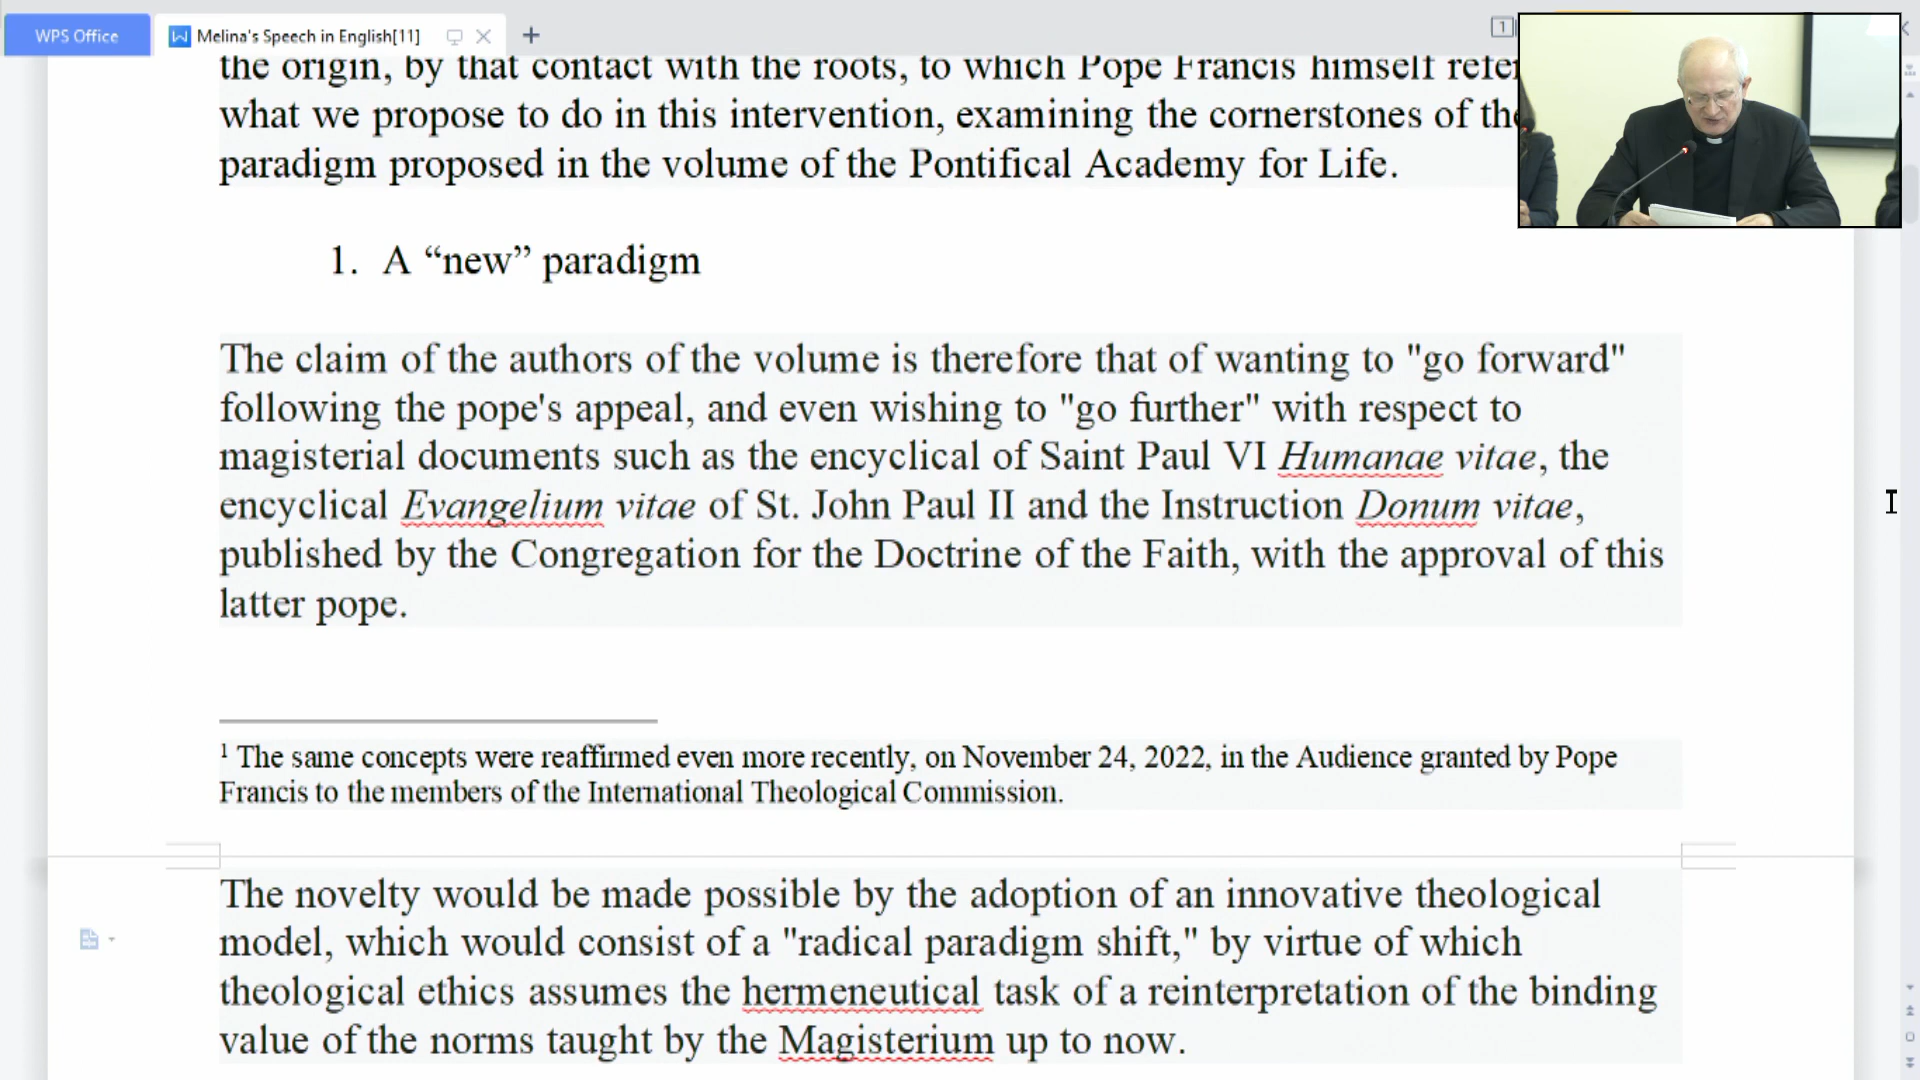 WPS Office
Melina's Speech in English[11]
1
the origin, by that contact with the roots, to which Pope Francis himself
what we propose to do in this intervention, examining the cornerstones of the
paradigm proposed in the volume of the Pontifical Academy for Life.
1. A “new” paradigm
The claim of the authors of the volume is therefore that of wanting to "go forward"
following the pope's appeal, and even wishing to "go further" with respect to
magisterial documents such as the encyclical of Saint Paul VI Humanae vitae, the
encyclical Evangelium vitae of St. John Paul II and the Instruction Donum vitae,
published by the Congregation for the Doctrine of the Faith, with the approval of this
latter pope.
1 The same concepts were reaffirmed even more recently, on November 24, 2022, in the Audience granted by Pope
Francis to the members of the International Theological Commission.
The novelty would be made possible by the adoption of an innovative theological
model, which would consist of a "radical paradigm shift," by virtue of which
theological ethics assumes the hermeneutical task of a reinterpretation of the binding
value of the norms taught by the Magisterium up to now.